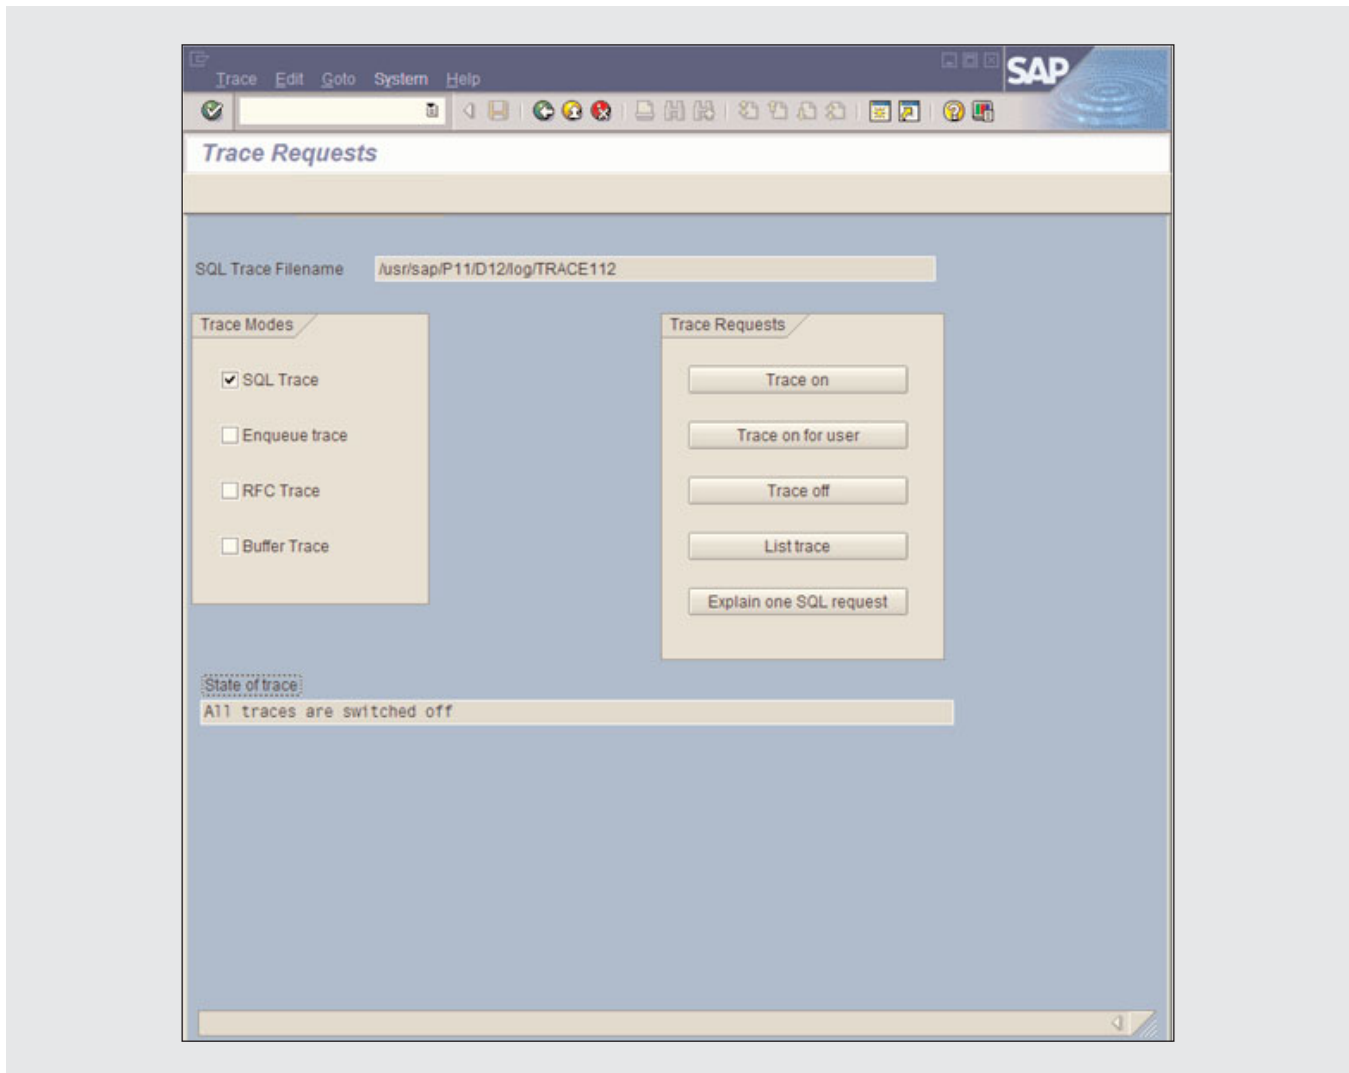 Trace Edit Goto System Help
SAP
Trace Requests
SQL Trace Filename /usr/sap/P11/D12/log/TRACE112
Trace Modes
SQL Trace
Enqueue trace
RFC Trace
Buffer Trace
Trace Requests
Trace on
Trace on for user
Trace off
List trace
Explain one SQL request
State of trace
All traces are switched off